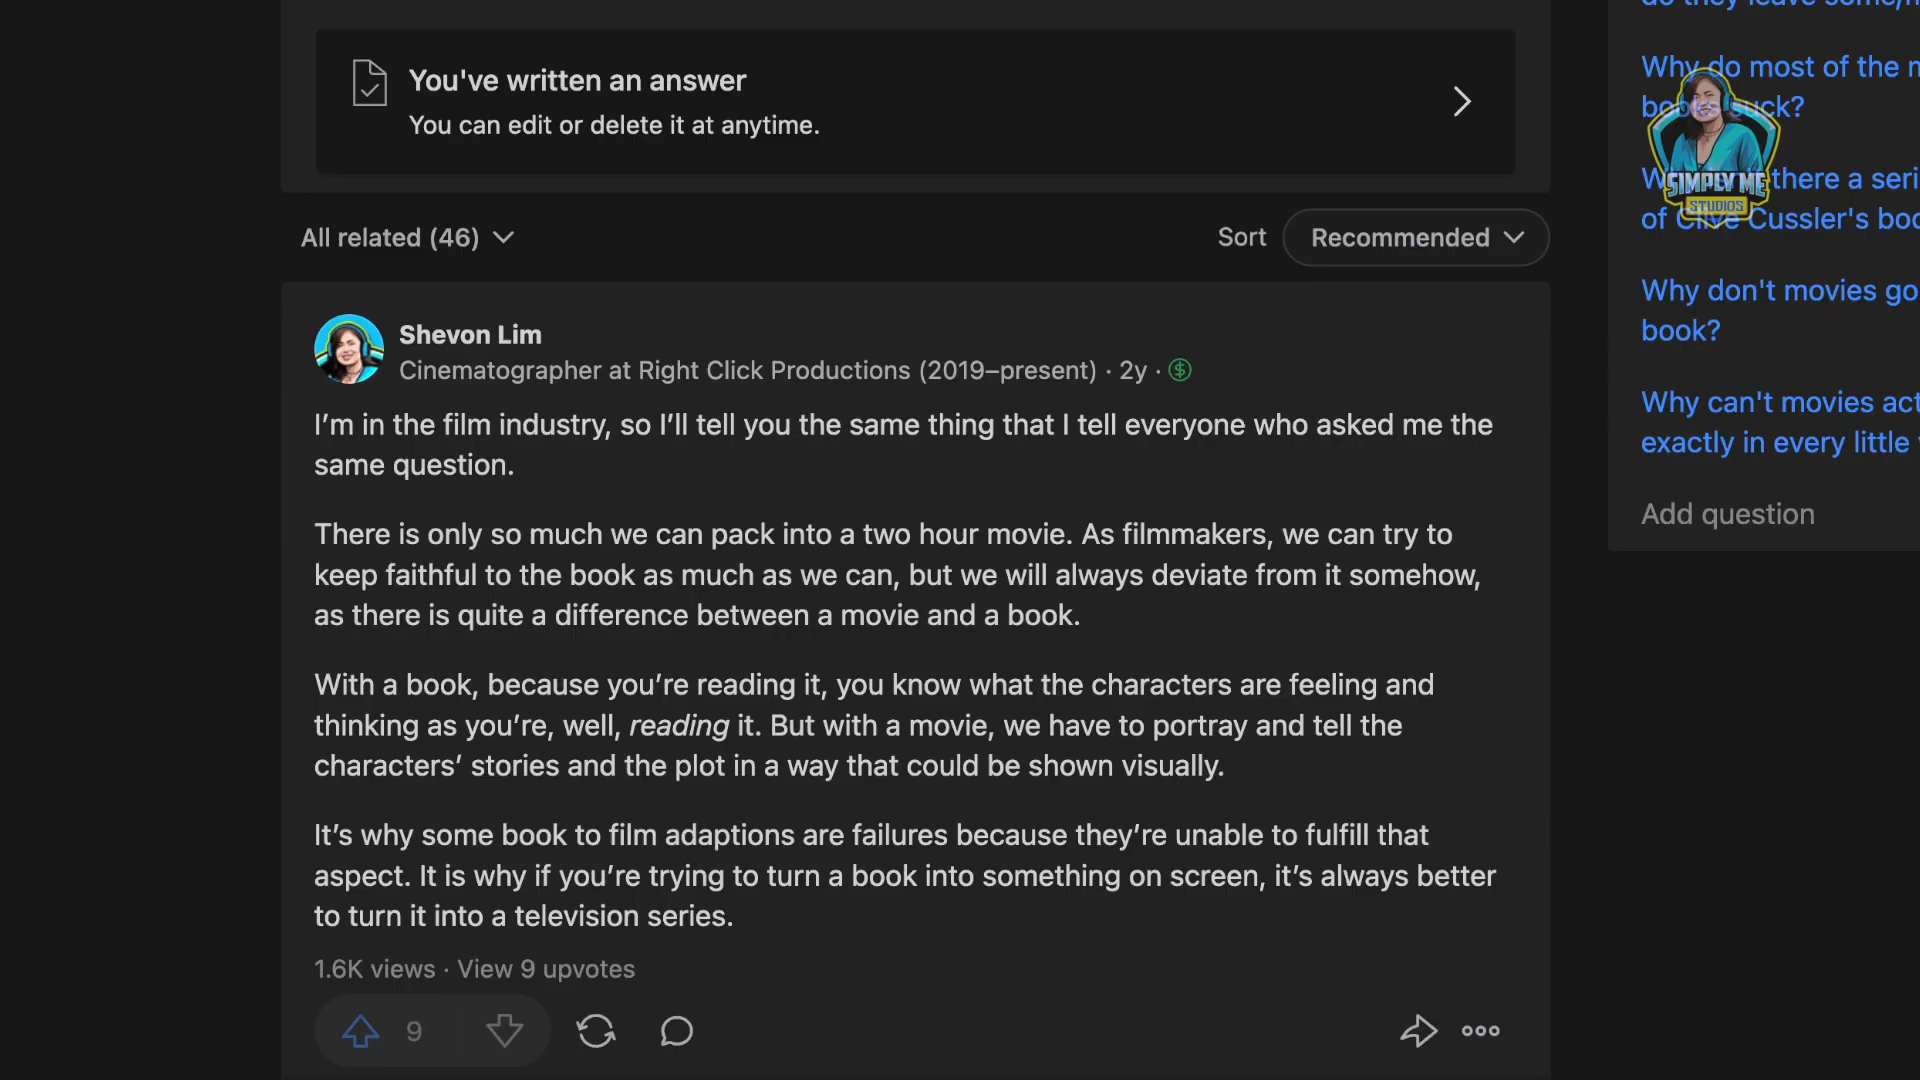 You've written an answer
You can edit or delete it at anytime.
All related (46)
Sort
Recommended
Shevon Lim
Cinematographer at Right Click Productions (2019–present) · 2y ·
I’m in the film industry, so I’ll tell you the same thing that I tell everyone who asked me the
same question.
There is only so much we can pack into a two hour movie. As filmmakers, we can try to
keep faithful to the book as much as we can, but we will always deviate from it somehow,
as there is quite a difference between a movie and a book.
With a book, because you’re reading it, you know what the characters are feeling and
thinking as you’re, well, reading it. But with a movie, we have to portray and tell the
characters’ stories and the plot in a way that could be shown visually.
It’s why some book to film adaptions are failures because they’re unable to fulfill that
aspect. It is why if you’re trying to turn a book into something on screen, it’s always better
to turn it into a television series.
1.6K views · View 9 upvotes
9
do they leave
Why do most of the
books suck?
there a
of Clive Cussler's
Why don't movies go
book?
Why can't movies act
exactly in every little
Add question
SIMPLY ME
STUDIOS